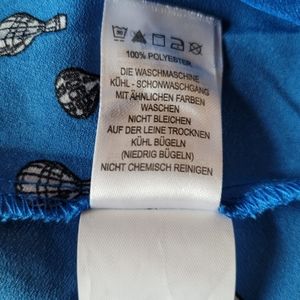 100% POLYESTER
DIE WASCHMASCHINE
KÜHL - SCHONWASCHGANG
MIT ÄHNLICHEN FARBEN
WASCHEN
NICHT BLEICHEN
AUF DER LEINE TROCKNEN
KÜHL BÜGELN
(NIEDRIG BÜGELN)
NICHT CHEMISCH REINIGEN